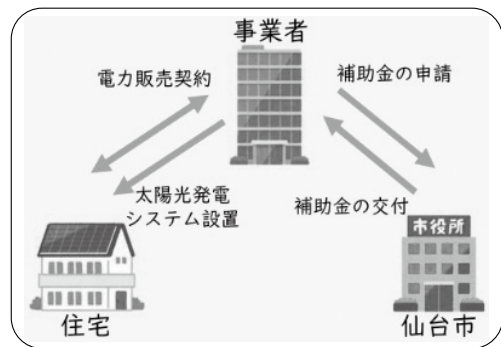 事業者
電力販売契約
補助金の申請
太陽光発電
システム設置
補助金の交付
市役所
住宅
仙台市